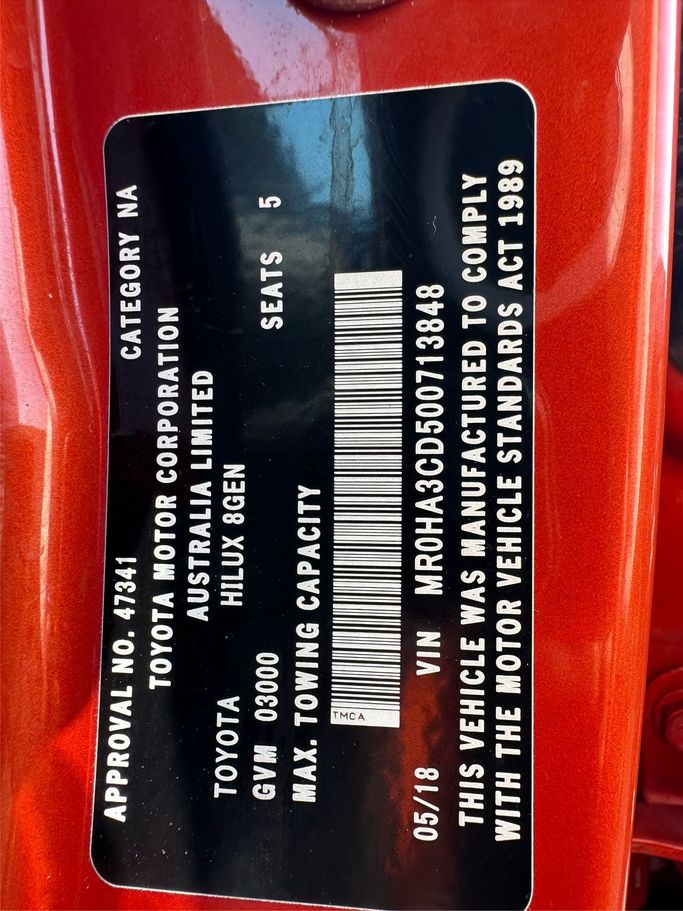 APPROVAL NO. 47341 CATEGORY NA
TOYOTA MOTOR CORPORATION
AUSTRALIA LIMITED
TOYOTA HILUX 8GEN
GVM 03000 SEATS 5
MAX. TOWING CAPACITY
TMCA
05/18 VIN MR0HA3CD500713848
THIS VEHICLE WAS MANUFACTURED TO COMPLY
WITH THE MOTOR VEHICLE STANDARDS ACT 1989